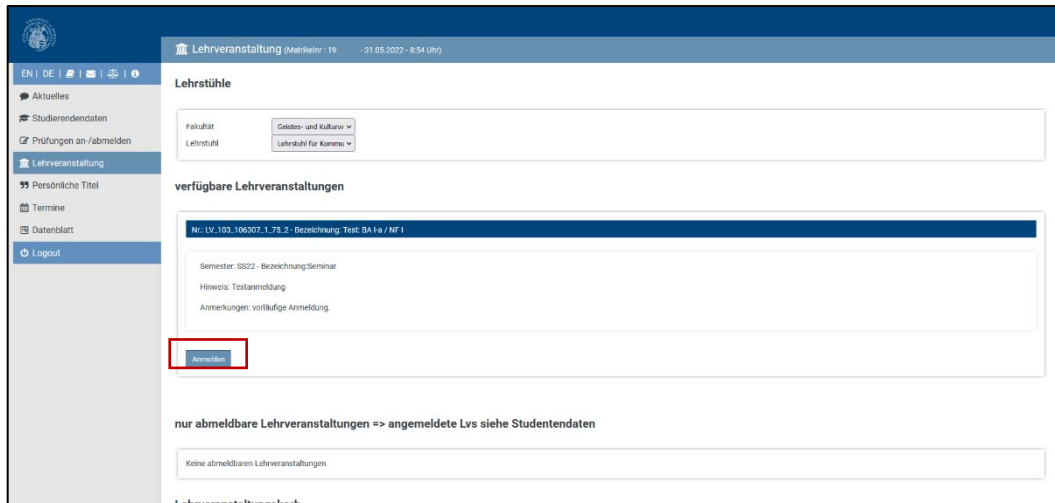 Lehrveranstaltung (Matrikelnr : 19 - 31.05.2022 - 8:54 Uhr)
EN | DE | | | |
Aktuelles
Studierendendaten
Prüfungen an-/abmelden
Lehrveranstaltung
Persönliche Titel
Termine
Datenblatt
Logout
Lehrstühle
Fakultät Geistes- und Kulturw
Lehrstuhl Lehrstuhl für Kommu
verfügbare Lehrveranstaltungen
Nr.: LV_103_106307_1_75_2 - Bezeichnung: Test: BA I-a / NF I
Semester: SS22 - Bezeichnung:Seminar
Hinweis: Testanmeldung
Anmerkungen: vorläufige Anmeldung.
Anmelden
nur abmeldbare Lehrveranstaltungen => angemeldete Lvs siehe Studentendaten
Keine abmeldbaren Lehrveranstaltungen